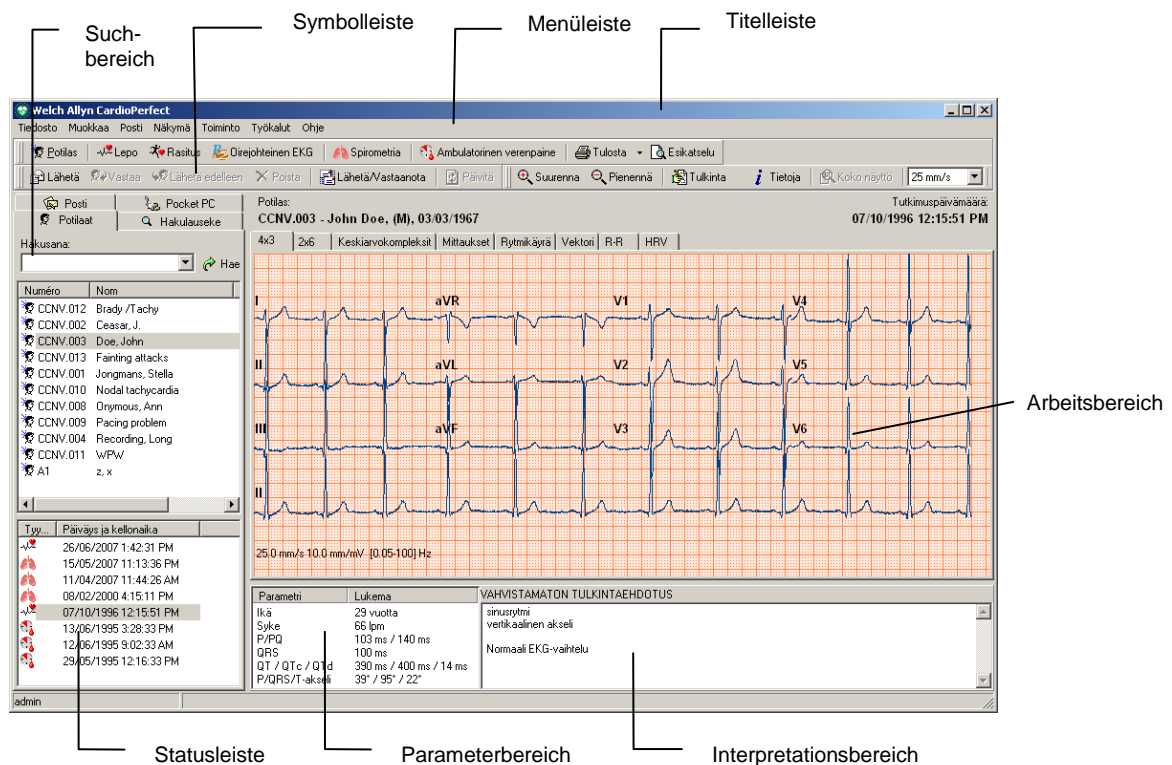 Symbolleiste
Menüleiste
Titelleiste
Such-
bereich
Welch Allyn CardioPerfect
Tiedosto Muokkaa Posti Näkymä Toiminto Työkalut Ohje
Potilas Lepo Rasitus Oirejohteinen EKG Spirometria Ambulatorinen verenpaine Tulosta Esikatselu
Lähetä Vastaa Lähetä edelleen Poista Lähetä/Vastaanota Päivitä Suurenna Pienennä Tulkinta Tietoja Koko näyttö 25 mm/s
Posti Pocket PC
Potilaat Hakulauseke
Hakusana:
Hae
Numéro Nom
CCNV.012 Brady /Tachy
CCNV.002 Ceasar, J.
CCNV.003 Doe, John
CCNV.013 Fainting attacks
CCNV.001 Jongmans, Stella
CCNV.010 Nodal tachycardia
CCNV.008 Onymous, Ann
CCNV.009 Pacing problem
CCNV.004 Recording, Long
CCNV.011 WPW
A1 z, x
Tyy... Päiväys ja kellonaika
26/06/2007 1:42:31 PM
15/05/2007 11:13:36 PM
11/04/2007 11:44:26 AM
08/02/2000 4:15:11 PM
07/10/1996 12:15:51 PM
13/06/1995 3:28:33 PM
12/06/1995 9:02:33 AM
29/05/1995 12:16:33 PM
Potilas:
CCNV.003 - John Doe, (M), 03/03/1967
Tutkimuspäivämäärä:
07/10/1996 12:15:51 PM
4x3 2x6 Keskiarvokompleksit Mittaukset Rytmikäyrä Vektori R-R HRV
I aVR V1 V4
II aVL V2 V5
III aVF V3 V6
II
25.0 mm/s 10.0 mm/mV [0.05-100] Hz
Arbeitsbereich
Parametri Lukema
Ikä 29 vuotta
Syke 66 lpm
P/PQ 103 ms / 140 ms
QRS 100 ms
QT / QTc / QTd 390 ms / 400 ms / 14 ms
P/QRS/T-akseli 39° / 95° / 22°
VAHVISTAMATON TULKINTAEHDOTUS
sinusrytmi
vertikaalinen akseli
Normaali EKG-vaihtelu
admin
Statusleiste
Parameterbereich
Interpretationsbereich